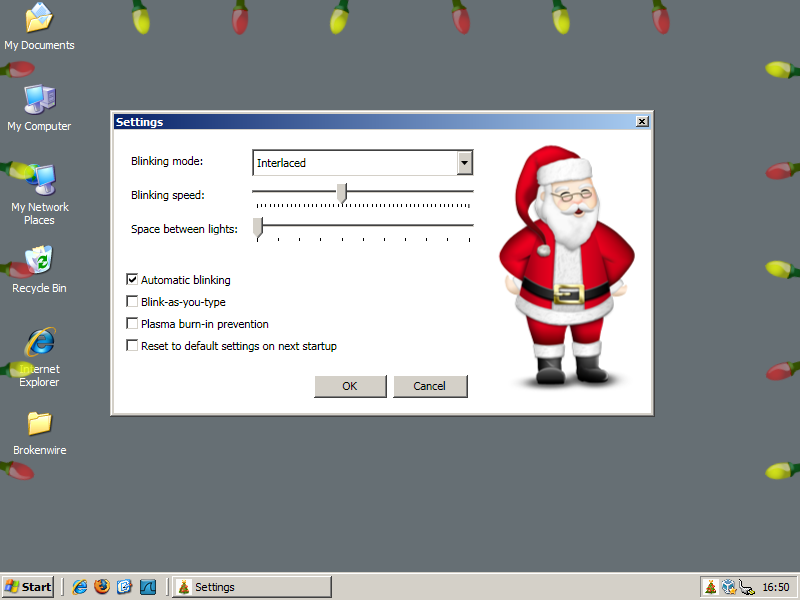 My Documents
My Computer
My Network
Places
Recycle Bin
Internet
Explorer
Brokenwire
Settings
Blinking mode:
Interlaced
Blinking speed:
Space between lights:
Automatic blinking
Blink-as-you-type
Plasma burn-in prevention
Reset to default settings on next startup
OK
Cancel
Start
Settings
16:50